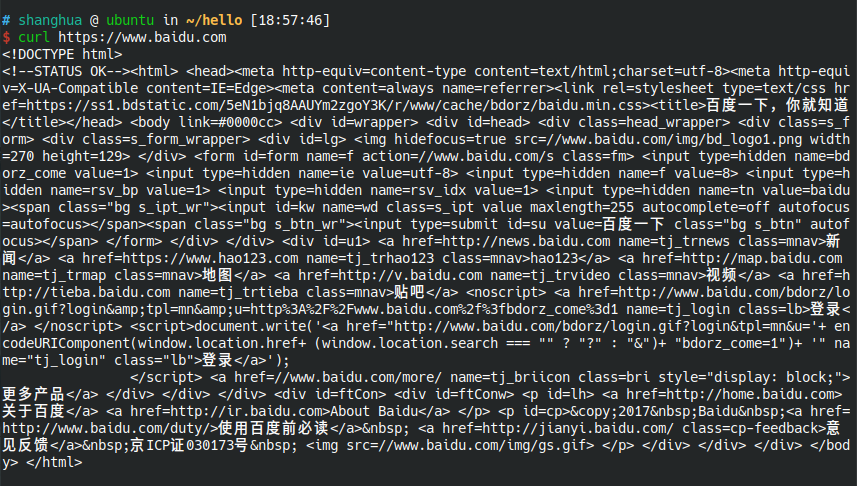 # shanghua @ ubuntu in ~/hello [18:57:46]
$ curl https://www.baidu.com
<!DOCTYPE html>
<!--STATUS OK--><html> <head><meta http-equiv=content-type content=text/html;charset=utf-8><meta http-equi
v=X-UA-Compatible content=IE=Edge><meta content=always name=referrer><link rel=stylesheet type=text/css hr
ef=https://ss1.bdstatic.com/5eN1bjq8AAUYm2zgoY3K/r/www/cache/bdorz/baidu.min.css><title>百度一下，你就知道
</title></head> <body link=#0000cc> <div id=wrapper> <div id=head> <div class=head_wrapper> <div class=s_f
orm> <div class=s_form_wrapper> <div id=lg> <img hidefocus=true src=//www.baidu.com/img/bd_logo1.png width
=270 height=129> </div> <form id=form name=f action=//www.baidu.com/s class=fm> <input type=hidden name=bd
orz_come value=1> <input type=hidden name=ie value=utf-8> <input type=hidden name=f value=8> <input type=h
idden name=rsv_bp value=1> <input type=hidden name=rsv_idx value=1> <input type=hidden name=tn value=baidu
><span class="bg s_ipt_wr"><input id=kw name=wd class=s_ipt value maxlength=255 autocomplete=off autofocus
=autofocus></span><span class="bg s_btn_wr"><input type=submit id=su value=百度一下 class="bg s_btn" autof
ocus></span> </form> </div> </div> <div id=u1> <a href=http://news.baidu.com name=tj_trnews class=mnav>新
闻</a> <a href=https://www.hao123.com name=tj_trhao123 class=mnav>hao123</a> <a href=http://map.baidu.com
name=tj_trmap class=mnav>地图</a> <a href=http://v.baidu.com name=tj_trvideo class=mnav>视频</a> <a href=h
ttp://tieba.baidu.com name=tj_trtieba class=mnav>贴吧</a> <noscript> <a href=http://www.baidu.com/bdorz/lo
gin.gif?login&amp;tpl=mn&amp;u=http%3A%2F%2Fwww.baidu.com%2f%3fbdorz_come%3d1 name=tj_login class=lb>登录<
/a> </noscript> <script>document.write('<a href="http://www.baidu.com/bdorz/login.gif?login&tpl=mn&u='+ en
codeURIComponent(window.location.href+ (window.location.search === "" ? "?" : "&")+ "bdorz_come=1")+ '" na
me="tj_login" class="lb">登录</a>');
</script> <a href=//www.baidu.com/more/ name=tj_briicon class=bri style="display: block;">
更多产品</a> </div> </div> </div> <div id=ftCon> <div id=ftConw> <p id=lh> <a href=http://home.baidu.com>
关于百度</a> <a href=http://ir.baidu.com>About Baidu</a> </p> <p id=cp>&copy;2017&nbsp;Baidu&nbsp;<a href=
http://www.baidu.com/duty/>使用百度前必读</a>&nbsp; <a href=http://jianyi.baidu.com/ class=cp-feedback>意
见反馈</a>&nbsp;京ICP证030173号&nbsp; <img src=//www.baidu.com/img/gs.gif> </p> </div> </div> </div> </bod
y> </html>